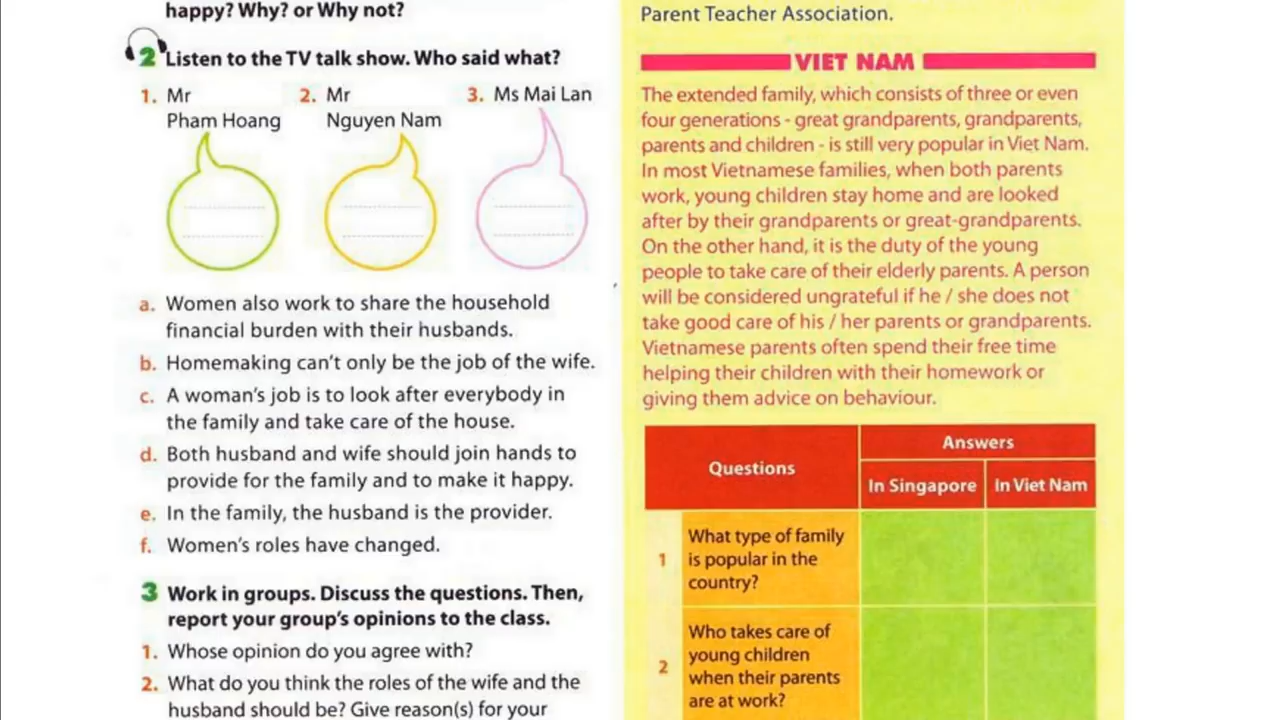 happy? Why? or Why not?
2 Listen to the TV talk show. Who said what?
1. Mr Pham Hoang
2. Mr Nguyen Nam
3. Ms Mai Lan
a. Women also work to share the household
financial burden with their husbands.
b. Homemaking can't only be the job of the wife.
c. A woman's job is to look after everybody in
the family and take care of the house.
d. Both husband and wife should join hands to
provide for the family and to make it happy.
e. In the family, the husband is the provider.
f. Women's roles have changed.
3 Work in groups. Discuss the questions. Then,
report your group's opinions to the class.
1. Whose opinion do you agree with?
2. What do you think the roles of the wife and the
husband should be? Give reason(s) for your
Parent Teacher Association.
VIET NAM
The extended family, which consists of three or even
four generations - great grandparents, grandparents,
parents and children - is still very popular in Viet Nam.
In most Vietnamese families, when both parents
work, young children stay home and are looked
after by their grandparents or great-grandparents.
On the other hand, it is the duty of the young
people to take care of their elderly parents. A person
will be considered ungrateful if he / she does not
take good care of his / her parents or grandparents.
Vietnamese parents often spend their free time
helping their children with their homework or
giving them advice on behaviour.
Questions
Answers
In Singapore
In Viet Nam
1
What type of family
is popular in the
country?
2
Who takes care of
young children
when their parents
are at work?